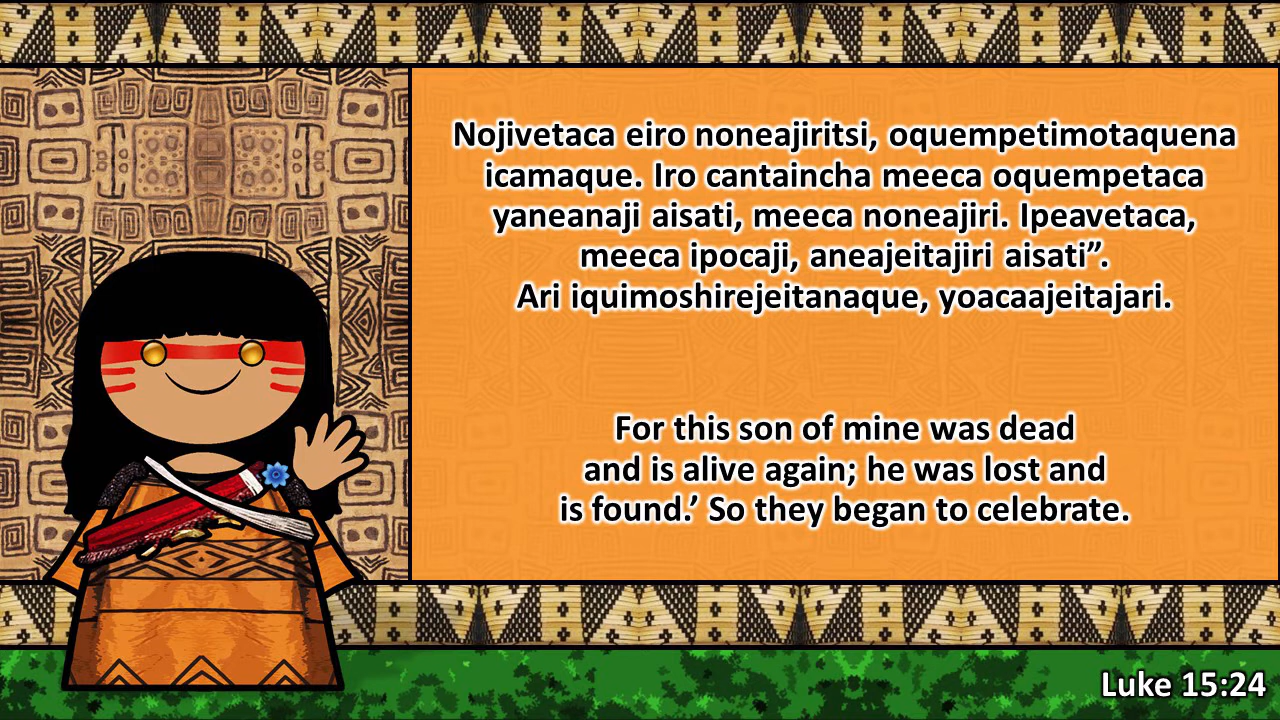 Nojivetaca eiro noneajiritsi, oquempetimotaquena
icamaque. Iro cantaincha meeca oquempetaca
yaneanaji aisati, meeca noneajiri. Ipeavetaca,
meeca ipocaji, aneajeitajiri aisati”.
Ari iquimoshirejeitanaque, yoacaajeitajari.
For this son of mine was dead
and is alive again; he was lost and
is found.’ So they began to celebrate.
Luke 15:24